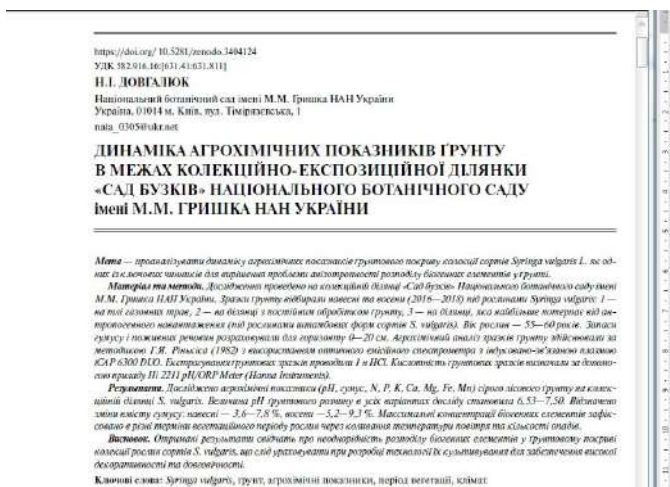 https://doi.org/ 10.5281/zenodo.3404124
УДК 582.916.16:[631.41:631.811]
Н.І. ДОВГАЛЮК
Національний ботанічний сад імені М.М. Гришка НАН України
Україна, 01014 м. Київ, вул. Тімірязєвська, 1
nata_0305@ukr.net
ДИНАМІКА АГРОХІМІЧНИХ ПОКАЗНИКІВ ҐРУНТУ
В МЕЖАХ КОЛЕКЦІЙНО-ЕКСПОЗИЦІЙНОЇ ДІЛЯНКИ
«САД БУЗКІВ» НАЦІОНАЛЬНОГО БОТАНІЧНОГО САДУ
імені М.М. ГРИШКА НАН УКРАЇНИ
Мета — проаналізувати динаміку агрохімічних показників ґрунтового покриву колекції сортів Syringa vulgaris L. як од-
них із ключових чинників для вирішення проблеми анізотропності розподілу біогенних елементів у ґрунті.
Матеріал та методи. Дослідження проведено на колекційній ділянці «Сад бузків» Національного ботанічного саду імені
М.М. Гришка НАН України. Зразки ґрунту відбирали навесні та восени (2016—2018) під рослинами Syringa vulgaris: 1 —
на тлі газонних трав, 2 — на ділянці з постійним обробітком ґрунту, 3 — на ділянці, яка найбільше потерпає від ан-
тропогенного навантаження (під рослинами штамбових форм сортів S. vulgaris). Вік рослин — 55—60 років. Запаси
гумусу і поживних речовин розраховували для горизонту 0—20 см. Агрохімічний аналіз зразків ґрунту здійснювали за
методикою Г.Я. Рінькіса (1982) з використанням оптичного емісійного спектрометра з індуковано-зв'язаною плазмою
iCAP 6300 DUO. Екстрагування ґрунтових зразків проводили 1 н HCl. Кислотність ґрунтових зразків визначали за допомо-
гою приладу HI 2211 pH/ORP Meter (Hanna Instruments).
Результати. Досліджено агрохімічні показники (pH, гумус, N, P, K, Ca, Mg, Fe, Mn) сірого лісового ґрунту на колек-
ційній ділянці S. vulgaris. Величина pH ґрунтового розчину в усіх варіантах досліду становила 6,53—7,50. Відзначено
зміни вмісту гумусу: навесні — 3,6—7,8 %, восени —5,2—9,3 %. Максимальні концентрації біогенних елементів зафік-
совано в різні терміни вегетаційного періоду рослин через коливання температури повітря та кількості опадів.
Висновок. Отримані результати свідчать про неоднорідність розподілу біогенних елементів у ґрунтовому покриві
колекції рослин сортів S. vulgaris, що слід ураховувати при розробці технології їх культивування для забезпечення високої
декоративності та довговічності.
Ключові слова: Syringa vulgaris, ґрунт, агрохімічні показники, період вегетації, клімат.